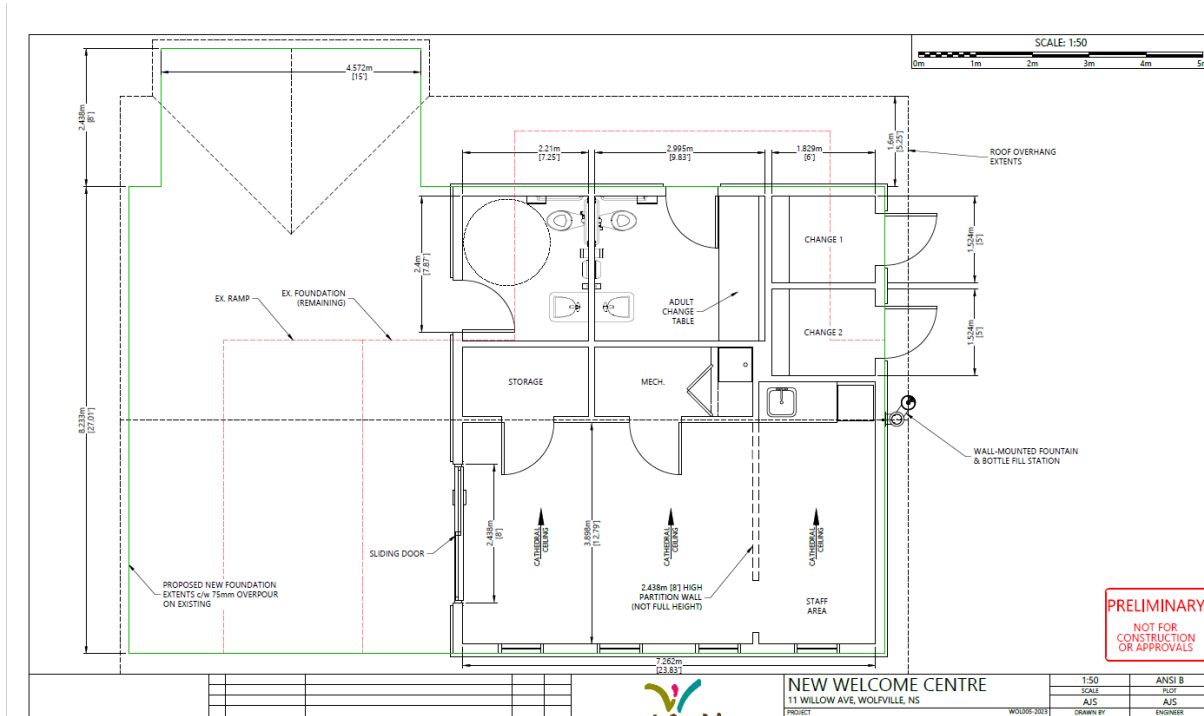 SCALE: 1:50
0m 1m 2m 3m 4m 5m
4.572m
[15']
2.438m
[8']
2.21m
[7.25']
2.995m
[9.83']
1.829m
[6']
1.6m
[5.25']
ROOF OVERHANG
EXTENTS
2.4m
[7.87']
CHANGE 1
1.524m
[5']
EX. RAMP
EX. FOUNDATION
(REMAINING)
ADULT
CHANGE
TABLE
CHANGE 2
1.524m
[5']
STORAGE
MECH.
8.233m
[27.01']
WALL-MOUNTED FOUNTAIN
& BOTTLE FILL STATION
2.438m
[8']
3.898m
[12.79']
CATHEDRAL
CEILING
CATHEDRAL
CEILING
CATHEDRAL
CEILING
SLIDING DOOR
PROPOSED NEW FOUNDATION
EXTENTS c/w 75mm OVERPOUR
ON EXISTING
2.438m [8'] HIGH
PARTITION WALL
(NOT FULL HEIGHT)
STAFF
AREA
PRELIMINARY
NOT FOR
CONSTRUCTION
OR APPROVALS
7.262m
[23.83']
NEW WELCOME CENTRE
11 WILLOW AVE, WOLFVILLE, NS
PROJECT
WOL005-2023
1:50
SCALE
ANSI B
PLOT
AJS
DRAWN BY
AJS
ENGINEER